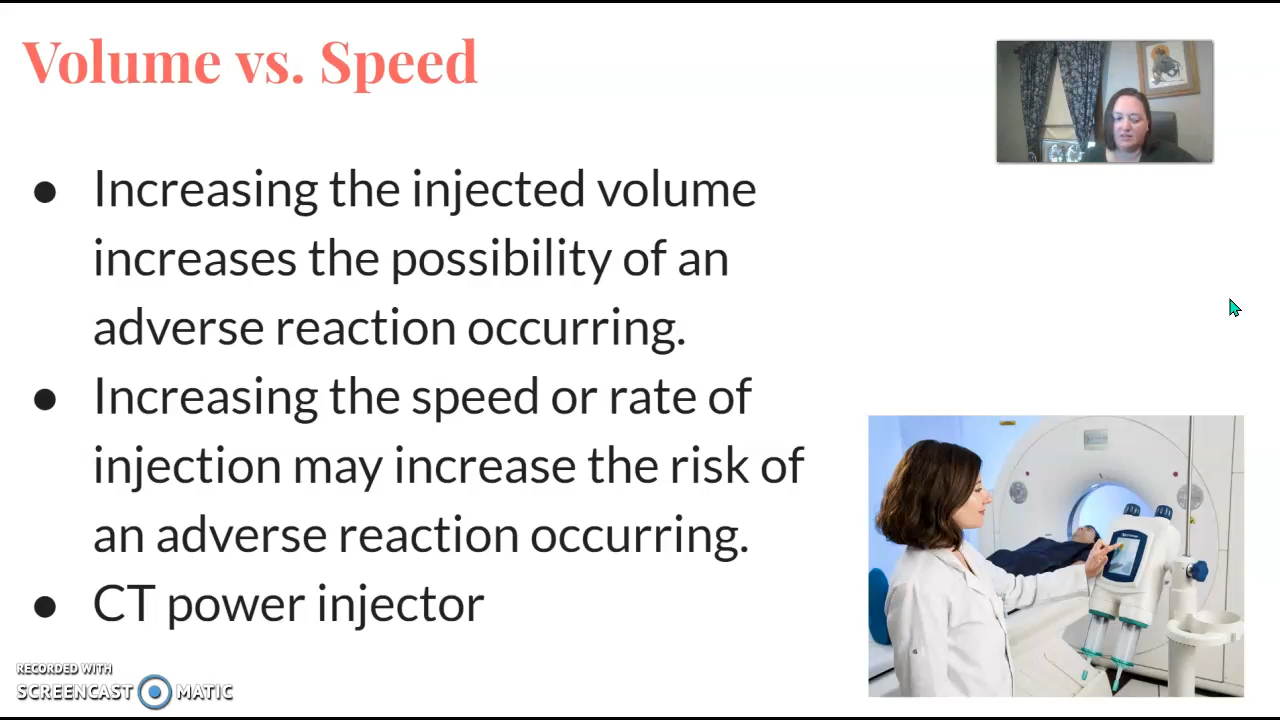 Volume vs. Speed
● Increasing the injected volume
increases the possibility of an
adverse reaction occurring.
● Increasing the speed or rate of
injection may increase the risk of
an adverse reaction occurring.
● CT power injector
RECORDED WITH
SCREENCAST MATIC